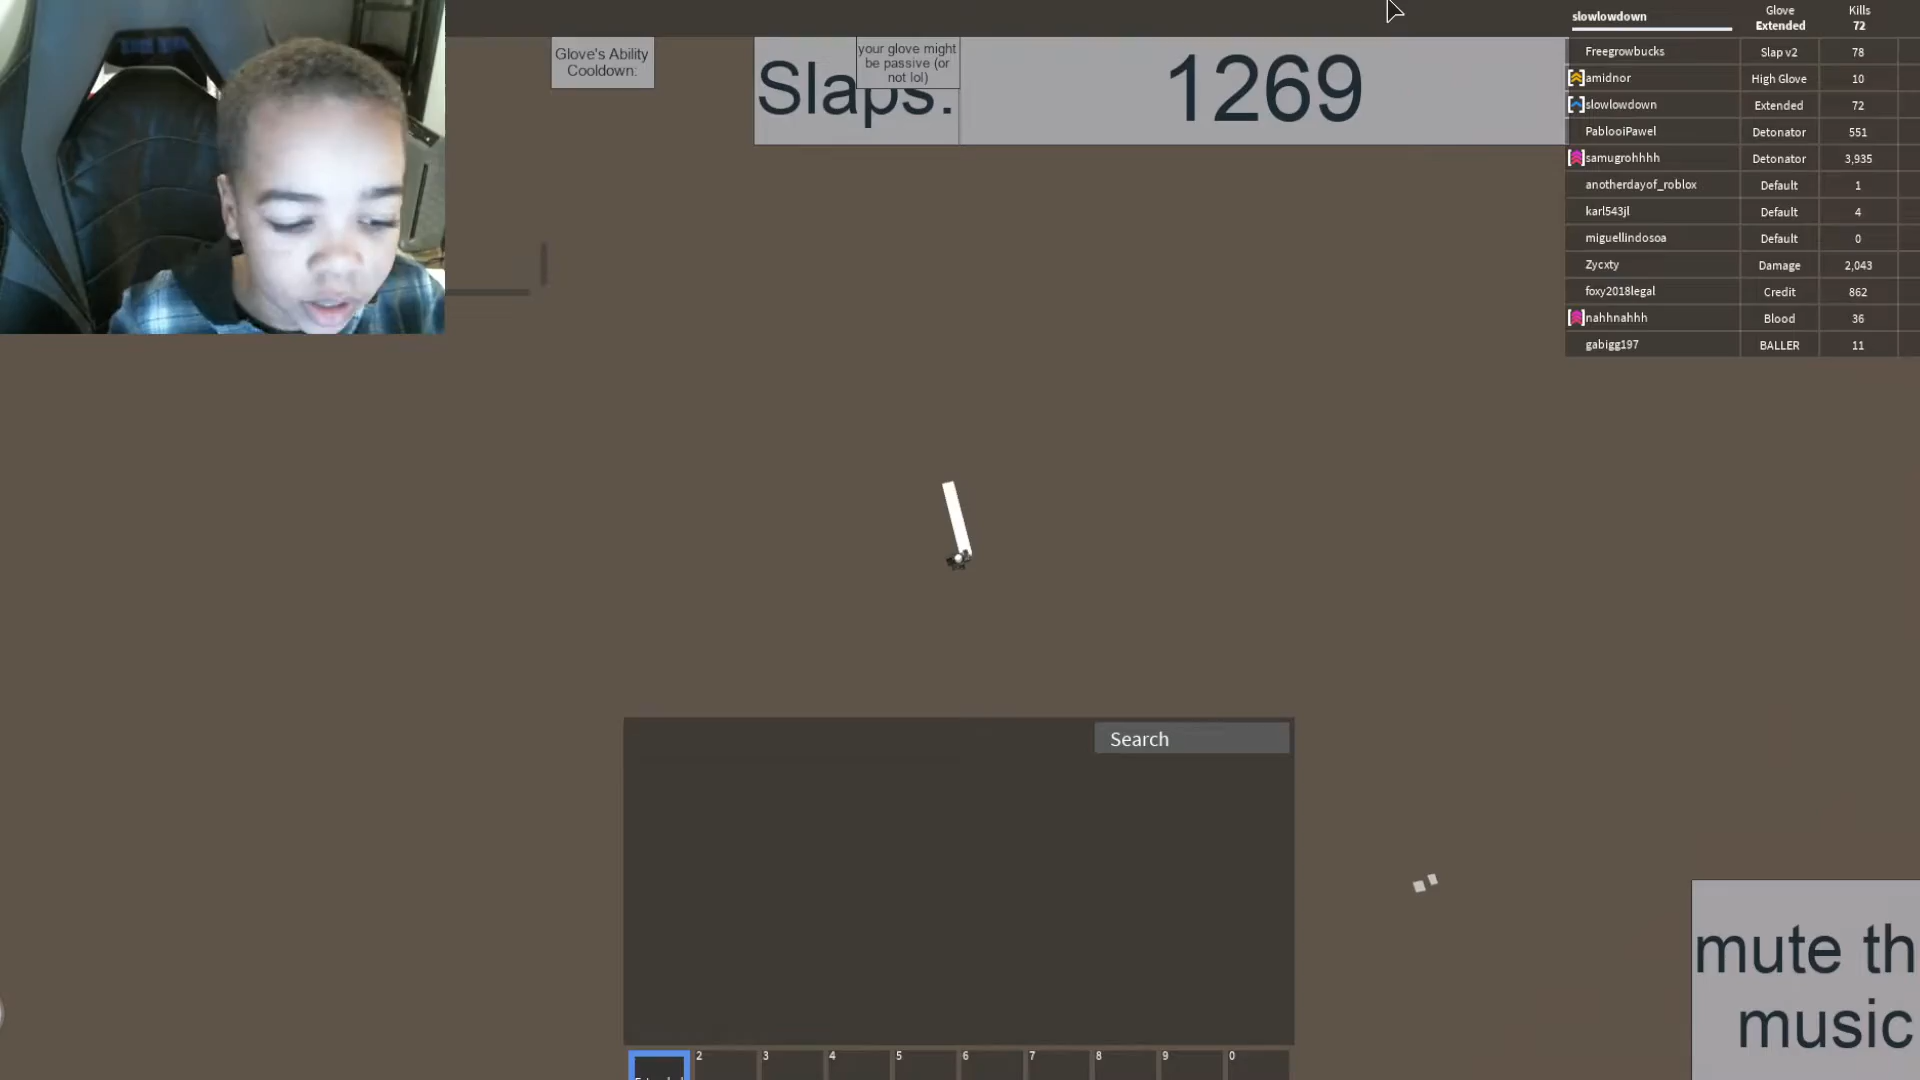 Glove's Ability
Cooldown:
Slaps:
your glove might
be passive (or
not lol)
1269
slowlowdown Glove Extended Kills 72
Freegrowbucks Slap v2 78
amidnor High Glove 10
slowlowdown Extended 72
PablooiPawel Detonator 551
samugrohhhh Detonator 3,935
anotherdayof_roblox Default 1
karl543jl Default 4
miguellindosoa Default 0
Zycxty Damage 2,043
foxy2018legal Credit 862
nahhnahhh Blood 36
gabigg197 BALLER 11
Search
mute th
music
2 3 4 5 6 7 8 9 0